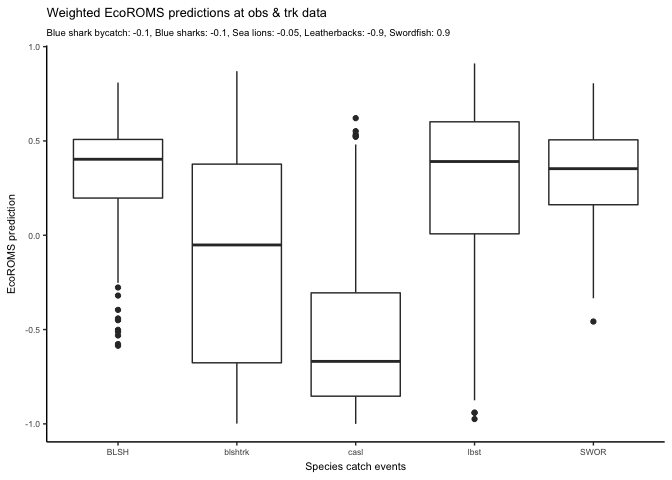 Weighted EcoROMS predictions at obs & trk data
Blue shark bycatch: -0.1, Blue sharks: -0.1, Sea lions: -0.05, Leatherbacks: -0.9, Swordfish: 0.9
1.0
0.5
0.0
-0.5
-1.0
EcoROMS prediction
BLSH blshtrk casl lbst SWOR
Species catch events